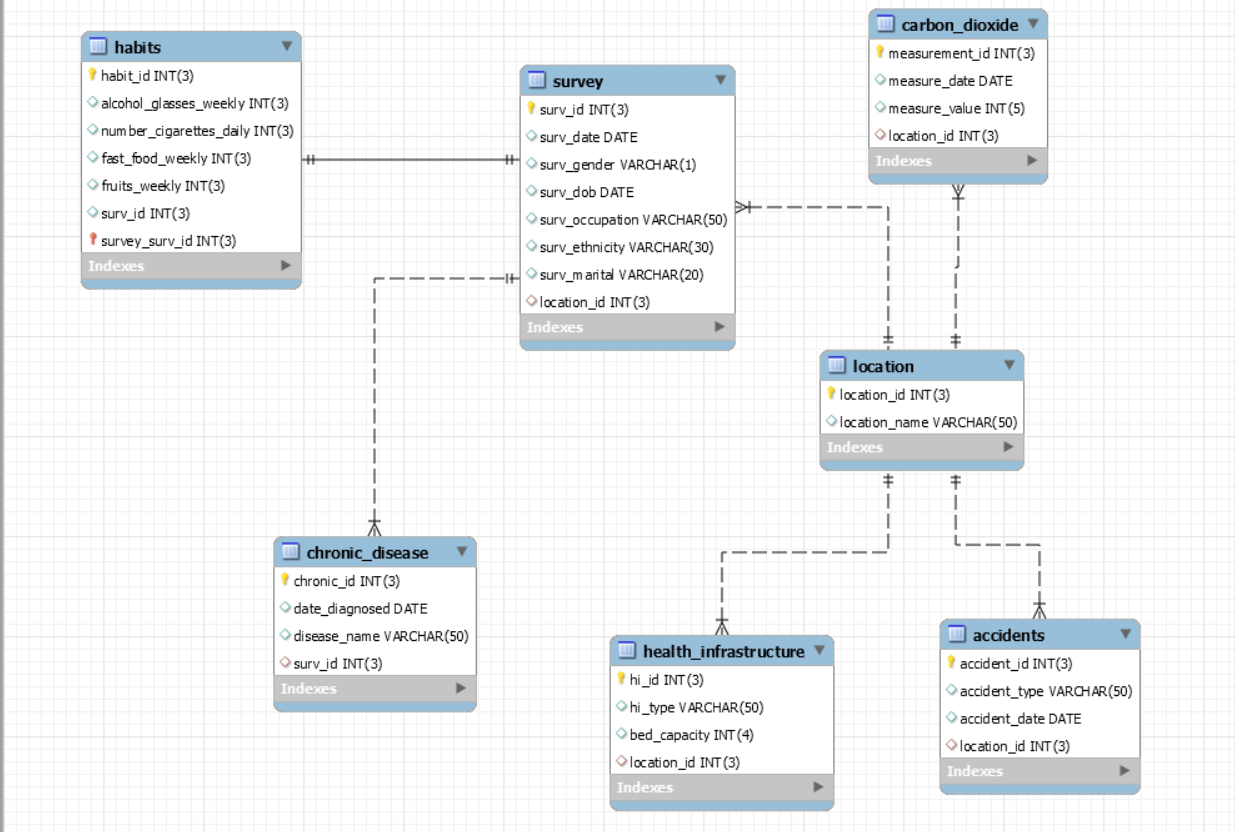 habits
habit_id INT(3)
alcohol_glasses_weekly INT(3)
number_cigarettes_daily INT(3)
fast_food_weekly INT(3)
fruits_weekly INT(3)
surv_id INT(3)
survey_surv_id INT(3)
Indexes
survey
surv_id INT(3)
surv_date DATE
surv_gender VARCHAR(1)
surv_dob DATE
surv_occupation VARCHAR(50)
surv_ethnicity VARCHAR(30)
surv_marital VARCHAR(20)
location_id INT(3)
Indexes
carbon_dioxide
measurement_id INT(3)
measure_date DATE
measure_value INT(5)
location_id INT(3)
Indexes
location
location_id INT(3)
location_name VARCHAR(50)
Indexes
chronic_disease
chronic_id INT(3)
date_diagnosed DATE
disease_name VARCHAR(50)
surv_id INT(3)
Indexes
health_infrastructure
hi_id INT(3)
hi_type VARCHAR(50)
bed_capacity INT(4)
location_id INT(3)
Indexes
accidents
accident_id INT(3)
accident_type VARCHAR(50)
accident_date DATE
location_id INT(3)
Indexes